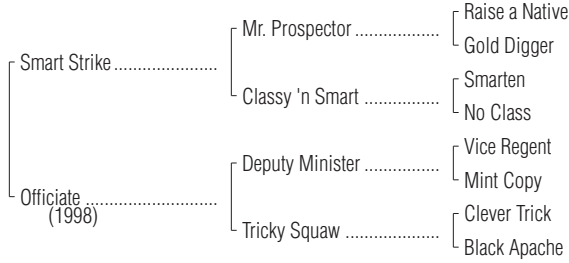 Raise a Native
Mr. Prospector ..................
Gold Digger
Smart Strike ......................
Smarten
Classy 'n Smart ................
No Class
Vice Regent
Deputy Minister ................
Mint Copy
Officiate ............................
(1998)
Clever Trick
Tricky Squaw ....................
Black Apache